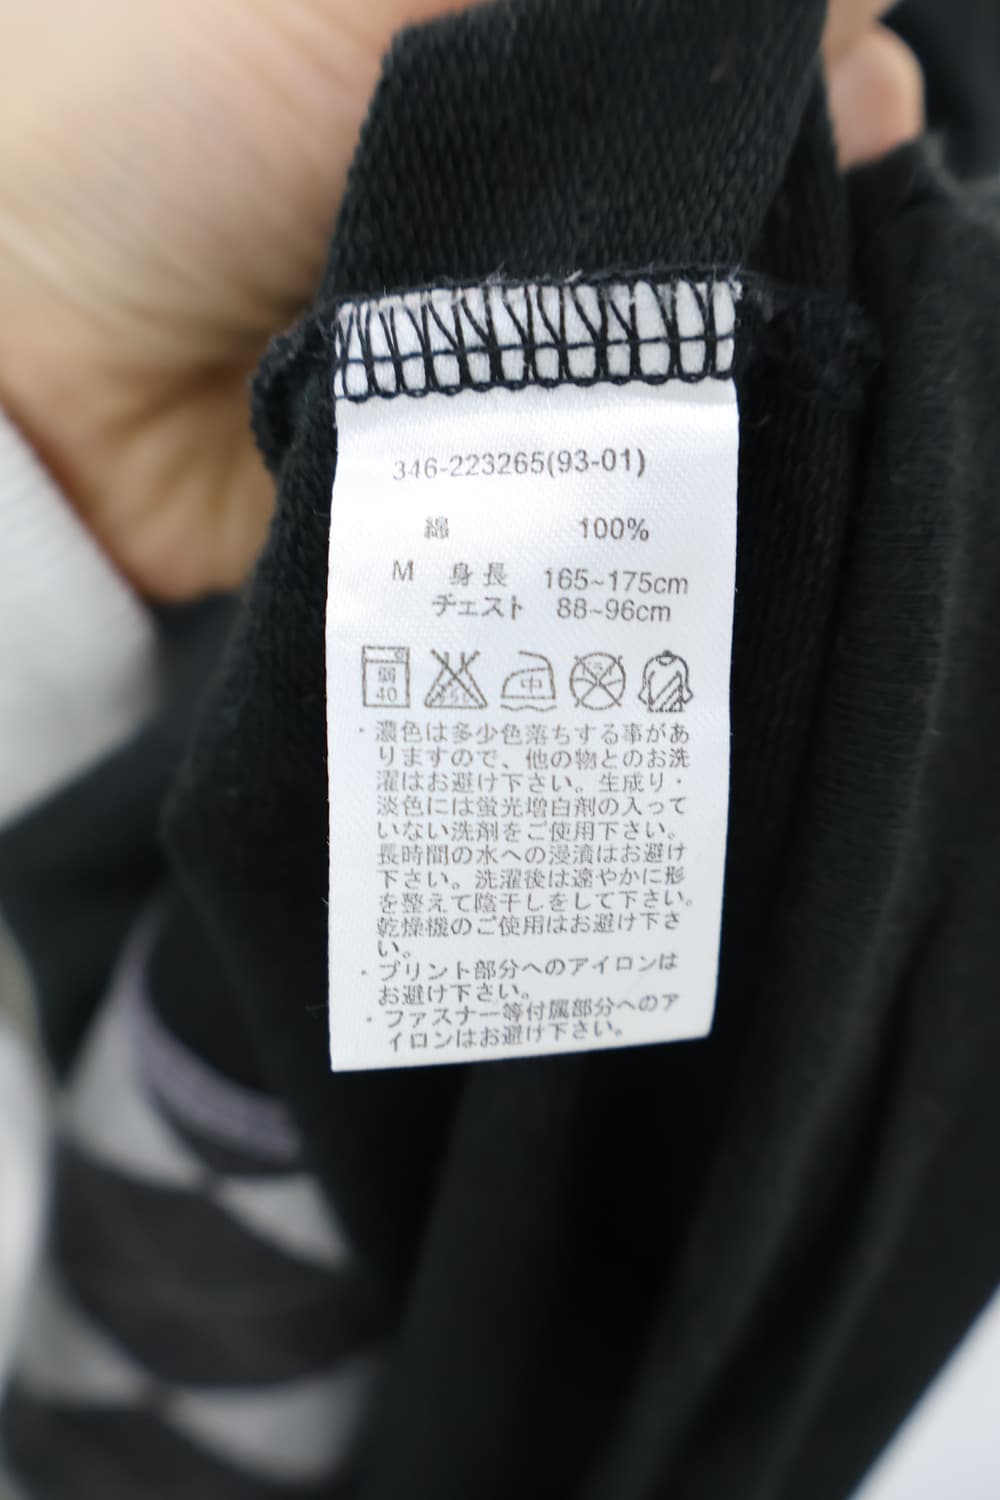 346-223265(93-01)
綿 100%
M 身長 165~175cm
チェスト 88~96cm
弱
40
エンソサラシ
中
ドライ
・濃色は多少色落ちする事があ
りますので、他の物とのお洗
濯はお避け下さい。生成り・
淡色には蛍光増白剤の入って
いない洗剤をご使用下さい。
長時間の水への浸漬はお避け
下さい。洗濯後は速やかに形
を整えて陰干しをして下さい。
乾燥機のご使用はお避け下さ
い。
・プリント部分へのアイロンは
お避け下さい。
・ファスナー等付属部分へのア
イロンはお避け下さい。